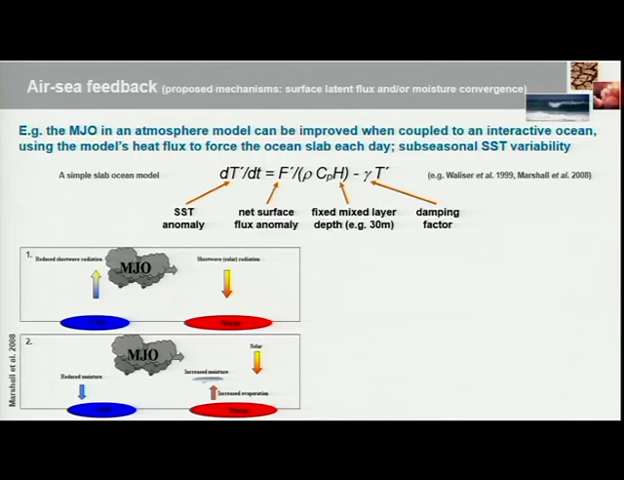 Air-sea feedback (proposed mechanisms: surface latent flux and/or moisture convergence)
E.g. the MJO in an atmosphere model can be improved when coupled to an interactive ocean,
using the model's heat flux to force the ocean slab each day; subseasonal SST variability
A simple slab ocean model dT´/dt = F´/(ρ CpH) - γ T´ (e.g. Waliser et al. 1999, Marshall et al. 2008)
SST anomaly
net surface flux anomaly
fixed mixed layer depth (e.g. 30m)
damping factor
1.
Reduced shortwave radiation
MJO
Shortwave (solar) radiation
Warm
2.
MJO
Solar
Reduced moisture
Increased moisture
Increased evaporation
Warm
Marshall et al. 2008